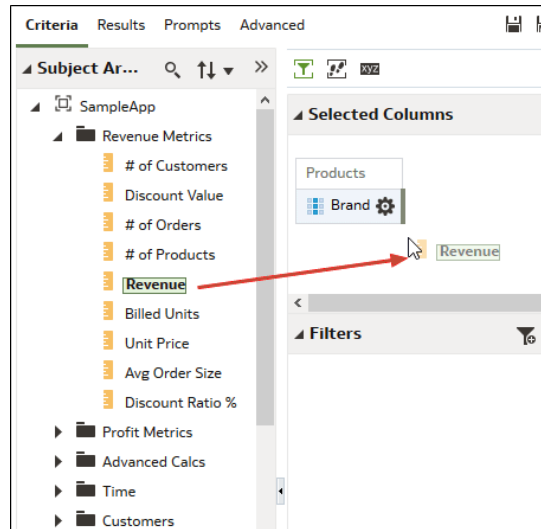 Criteria Results Prompts Advanced
Subject Ar...
SampleApp
Revenue Metrics
# of Customers
Discount Value
# of Orders
# of Products
Revenue
Billed Units
Unit Price
Avg Order Size
Discount Ratio %
Profit Metrics
Advanced Calcs
Time
Customers
xyz
Selected Columns
Products
Brand
Revenue
Filters